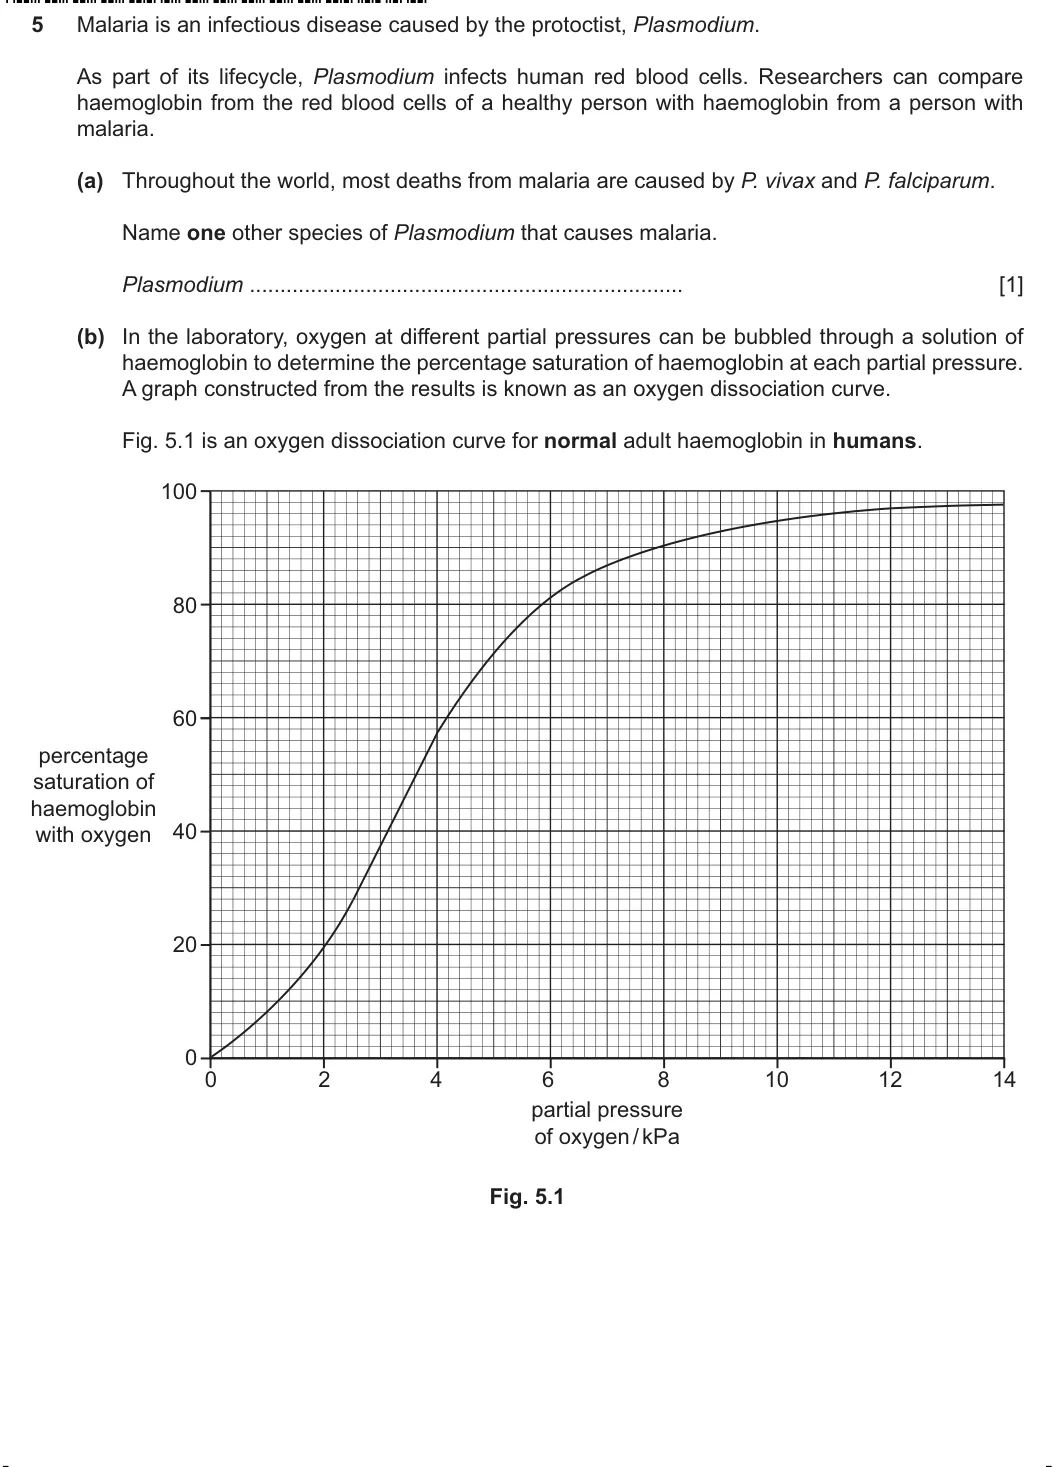 5 Malaria is an infectious disease caused by the protoctist, Plasmodium.
As part of its lifecycle, Plasmodium infects human red blood cells. Researchers can compare
haemoglobin from the red blood cells of a healthy person with haemoglobin from a person with
malaria.
(a) Throughout the world, most deaths from malaria are caused by P. vivax and P. falciparum.
Name one other species of Plasmodium that causes malaria.
Plasmodium ....................................................................... [1]
(b) In the laboratory, oxygen at different partial pressures can be bubbled through a solution of
haemoglobin to determine the percentage saturation of haemoglobin at each partial pressure.
A graph constructed from the results is known as an oxygen dissociation curve.
Fig. 5.1 is an oxygen dissociation curve for normal adult haemoglobin in humans.
100
80
60
percentage
saturation of
haemoglobin
with oxygen
40
20
0
0 2 4 6 8 10 12 14
partial pressure
of oxygen / kPa
Fig. 5.1